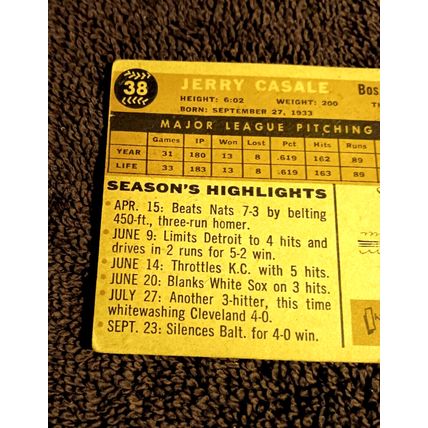 38
JERRY CASALE Bos
HEIGHT: 6:02 WEIGHT: 200
BORN: SEPTEMBER 27, 1933
MAJOR LEAGUE PITCHING
Games IP Won Lost Pct Hits Runs
YEAR 31 180 13 8 .619 162 89
LIFE 33 183 13 8 .619 163 89
SEASON'S HIGHLIGHTS
APR. 15: Beats Nats 7-3 by belting
450-ft., three-run homer.
JUNE 9: Limits Detroit to 4 hits and
drives in 2 runs for 5-2 win.
JUNE 14: Throttles K.C. with 5 hits.
JUNE 20: Blanks White Sox on 3 hits.
JULY 27: Another 3-hitter, this time
whitewashing Cleveland 4-0.
SEPT. 23: Silences Balt. for 4-0 win.